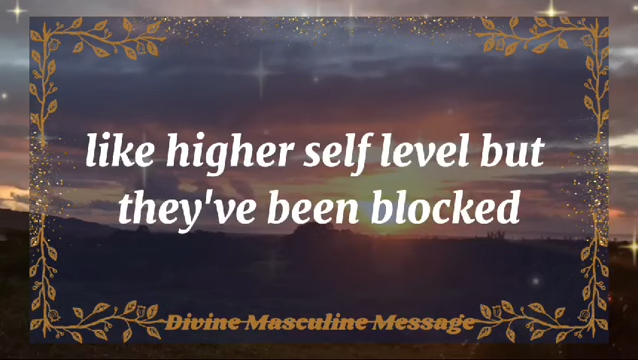 like higher self level but
they've been blocked
Divine Masculine Message